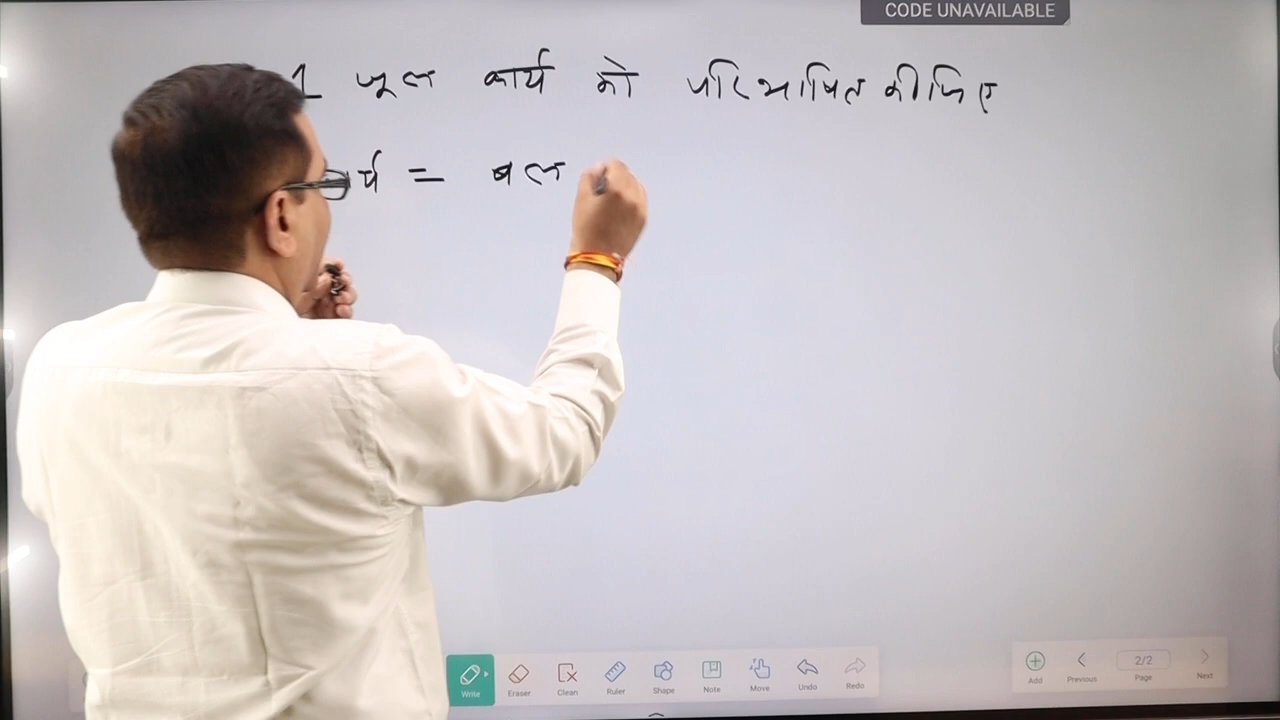 CODE UNAVAILABLE
1 जूल कार्य को परिभाषित कीजिए
र्य = बल
Write
Eraser
Clean
Ruler
Shape
Note
Move
Undo
Redo
Add
Previous
2/2
Page
Next